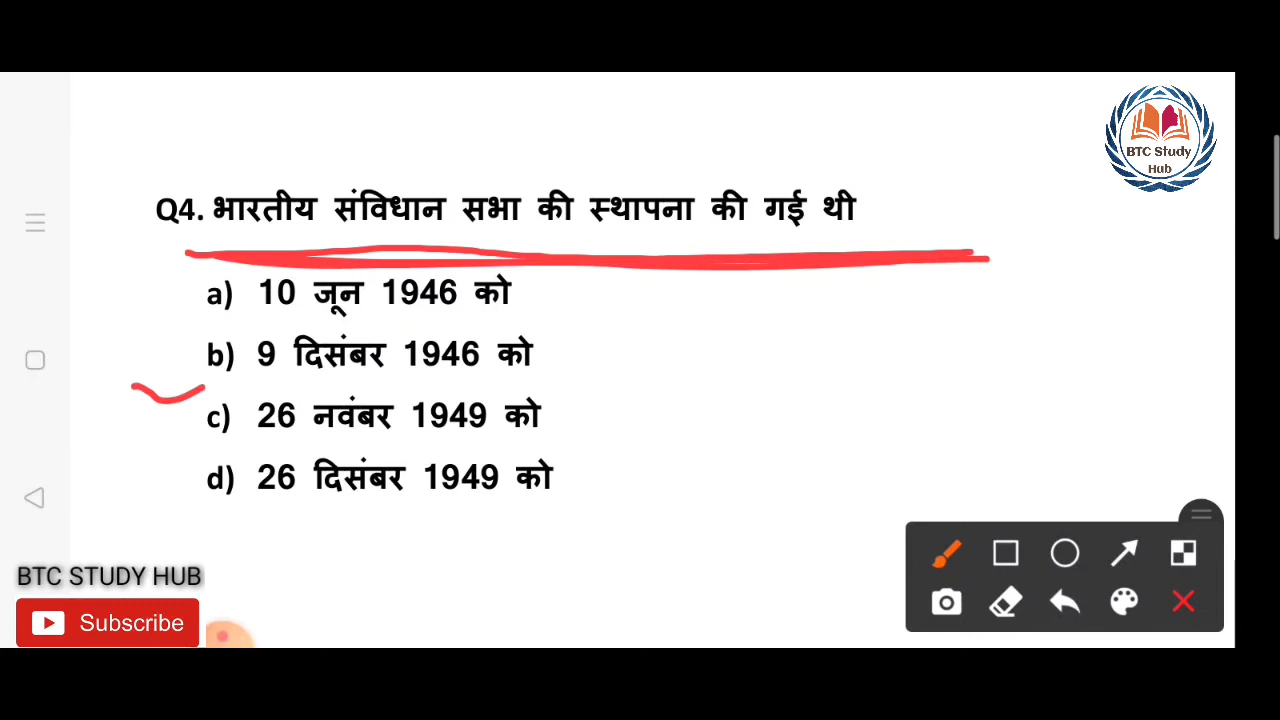 BTC Study
Hub
Q4. भारतीय संविधान सभा की स्थापना की गई थी
a) 10 जून 1946 को
b) 9 दिसंबर 1946 को
c) 26 नवंबर 1949 को
d) 26 दिसंबर 1949 को
BTC STUDY HUB
Subscribe